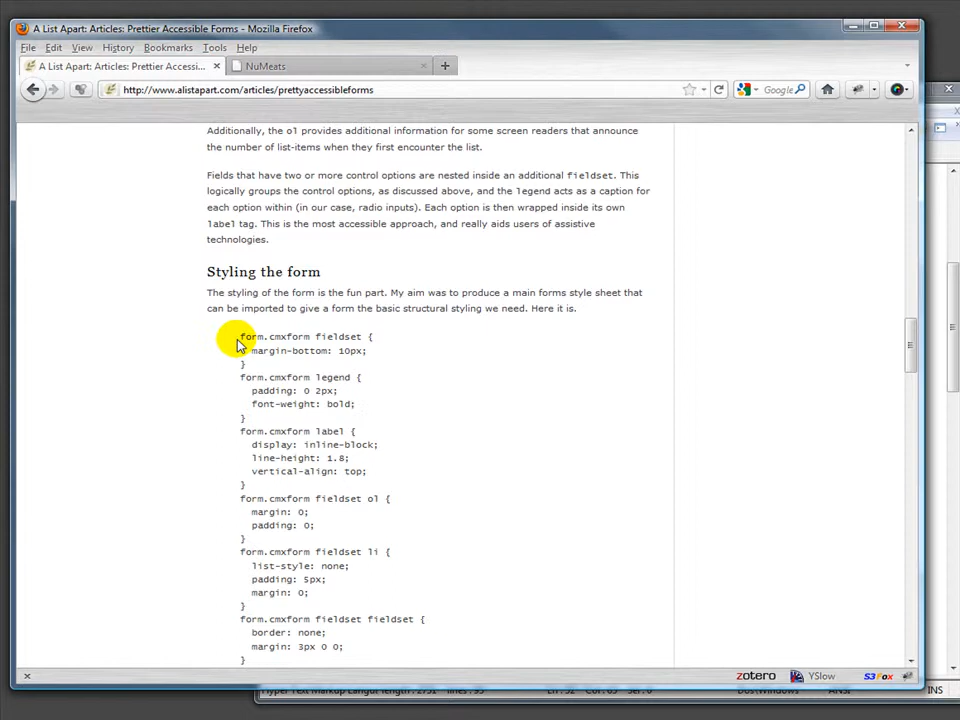 A List Apart: Articles: Prettier Accessible Forms - Mozilla Firefox
File Edit View History Bookmarks Tools Help
A List Apart: Articles: Prettier Accessi...
NuMeats
http://www.alistapart.com/articles/prettyaccessibleforms
Google
Additionally, the ol provides additional information for some screen readers that announce
the number of list-items when they first encounter the list.
Fields that have two or more control options are nested inside an additional fieldset. This
logically groups the control options, as discussed above, and the legend acts as a caption for
each option within (in our case, radio inputs). Each option is then wrapped inside its own
label tag. This is the most accessible approach, and really aids users of assistive
technologies.
Styling the form
The styling of the form is the fun part. My aim was to produce a main forms style sheet that
can be imported to give a form the basic structural styling we need. Here it is.
form.cmxform fieldset {
margin-bottom: 10px;
}
form.cmxform legend {
padding: 0 2px;
font-weight: bold;
}
form.cmxform label {
display: inline-block;
line-height: 1.8;
vertical-align: top;
}
form.cmxform fieldset ol {
margin: 0;
padding: 0;
}
form.cmxform fieldset li {
list-style: none;
padding: 5px;
margin: 0;
}
form.cmxform fieldset fieldset {
border: none;
margin: 3px 0 0;
}
zotero YSlow S3Fox
INS